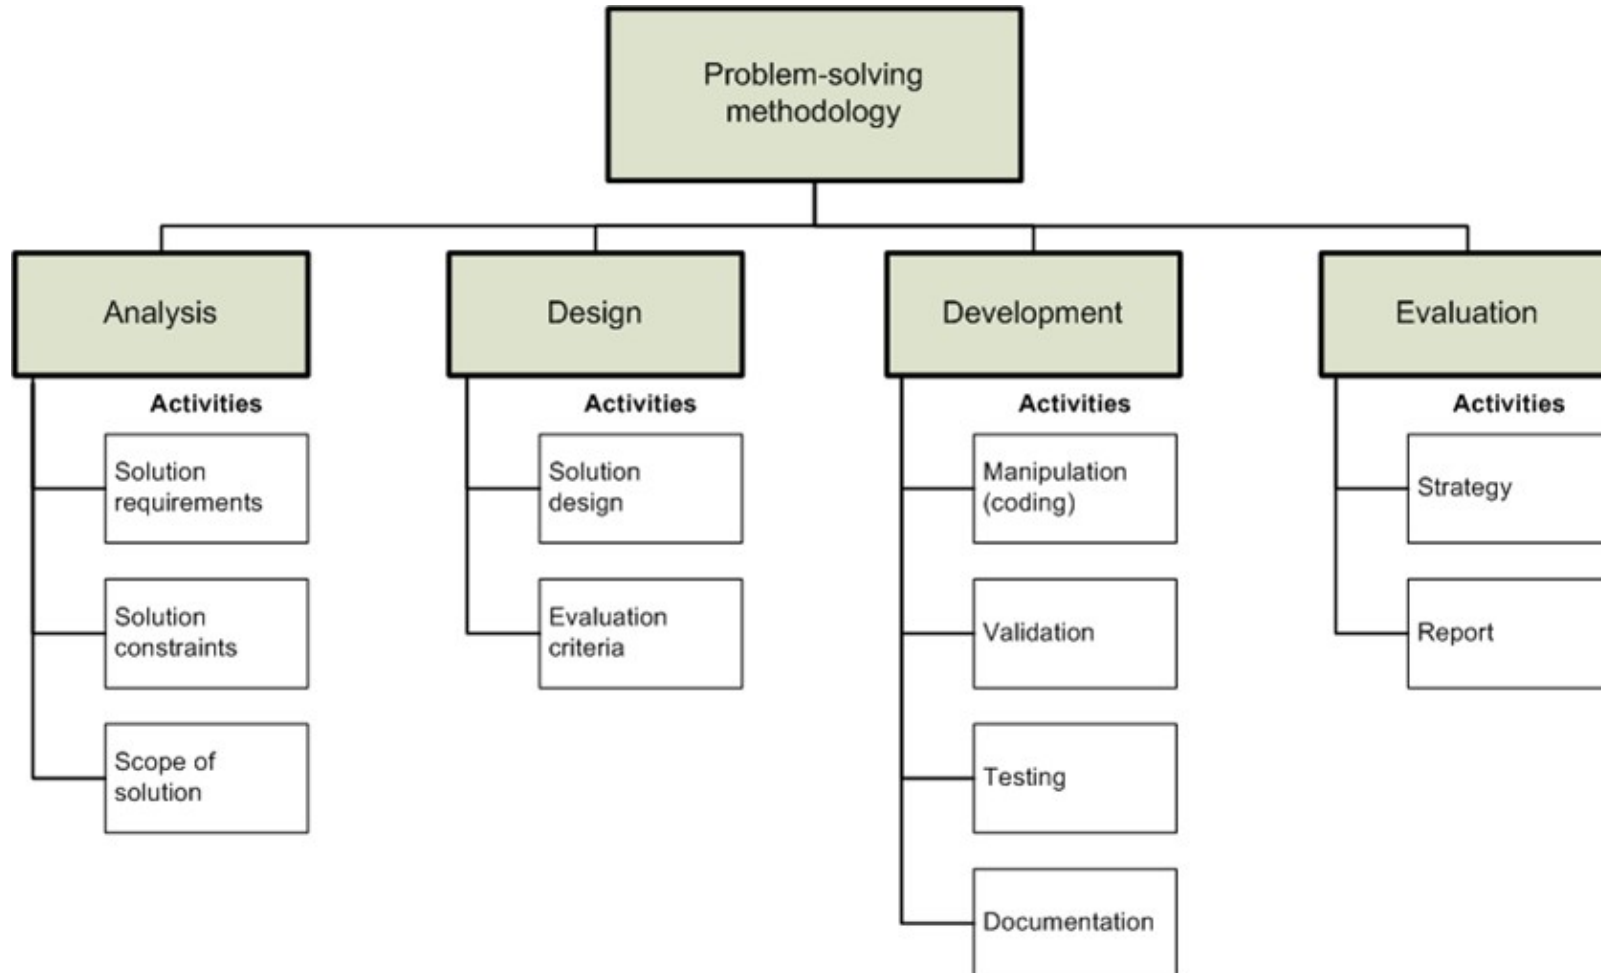 Problem-solving
methodology
Analysis
Design
Development
Evaluation
Activities
Solution
requirements
Solution
constraints
Scope of
solution
Activities
Solution
design
Evaluation
criteria
Activities
Manipulation
(coding)
Validation
Testing
Documentation
Activities
Strategy
Report